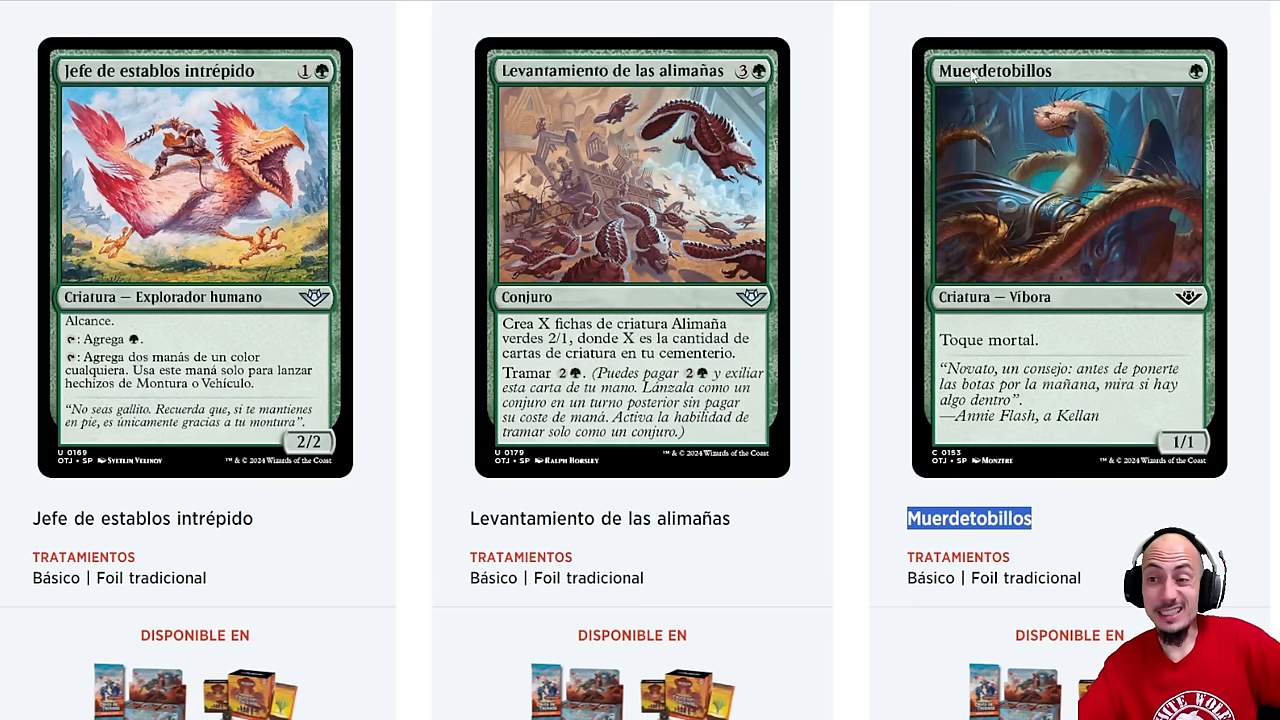 Jefe de establos intrépido 1
Criatura — Explorador humano
Alcance.
: Agrega .
: Agrega dos manás de un color
cualquiera. Usa este maná solo para lanzar
hechizos de Montura o Vehículo.
“No seas gallito. Recuerda que, si te mantienes
en pie, es únicamente gracias a tu montura”.
2/2
U 0169
OTJ • SP SVETLIN VELINOV ™ & © 2024 Wizards of the Coast
Jefe de establos intrépido
TRATAMIENTOS
Básico | Foil tradicional
DISPONIBLE EN
Levantamiento de las alimañas 3
Conjuro
Crea X fichas de criatura Alimaña
verdes 2/1, donde X es la cantidad de
cartas de criatura en tu cementerio.
Tramar 2 . (Puedes pagar 2 y exiliar
esta carta de tu mano. Lánzala como un
conjuro en un turno posterior sin pagar
su coste de maná. Activa la habilidad de
tramar solo como un conjuro.)
U 0179
OTJ • SP RALPH HORSLEY ™ & © 2024 Wizards of the Coast
Levantamiento de las alimañas
TRATAMIENTOS
Básico | Foil tradicional
DISPONIBLE EN
Muerdetobillos
Criatura — Víbora
Toque mortal.
“Novato, un consejo: antes de ponerte
las botas por la mañana, mira si hay
algo dentro”.
—Annie Flash, a Kellan
1/1
C 0153
OTJ • SP MONZTRE ™ & © 2024 Wizards of the Coast
Muerdetobillos
TRATAMIENTOS
Básico | Foil tradicional
DISPONIBLE EN